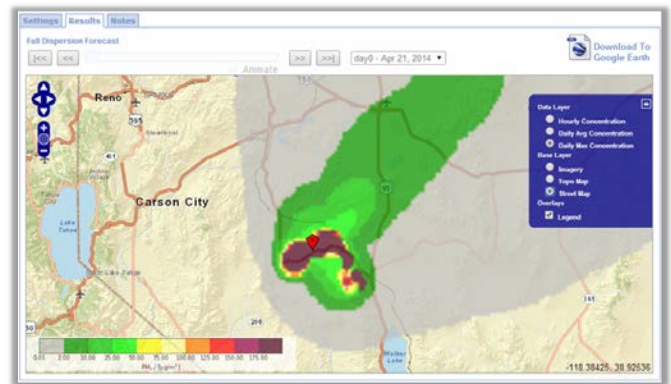 Settings Results Notes
Full Dispersion Forecast
|<< << >> >>| day0 - Apr 21, 2014
Animate
Download To
Google Earth
Reno
Data Layer
Hourly Concentration
Daily Avg Concentration
Daily Max Concentration
Base Layer
Imagery
Topo Map
Street Map
Overlays
Legend
395
Carson City
Lake
Tahoe
95
Walker
Lake
-118.38425, 38.92536